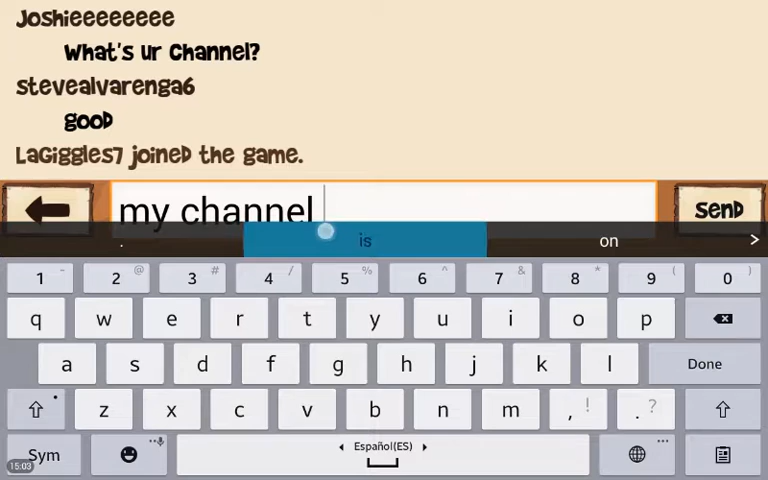 Joshieeeeeeee
What's ur Channel?
stevealvarenga6
good
LaGiggles7 joined the game.
my channel
Send
. is on >
1 - 2 @ 3 # 4 / 5 % 6 ^ 7 & 8 * 9 ( 0 )
q w e r t y u i o p
a s d f g h j k l Done
z x c v b n m , ! . ?
Sym Español(ES)
15:03